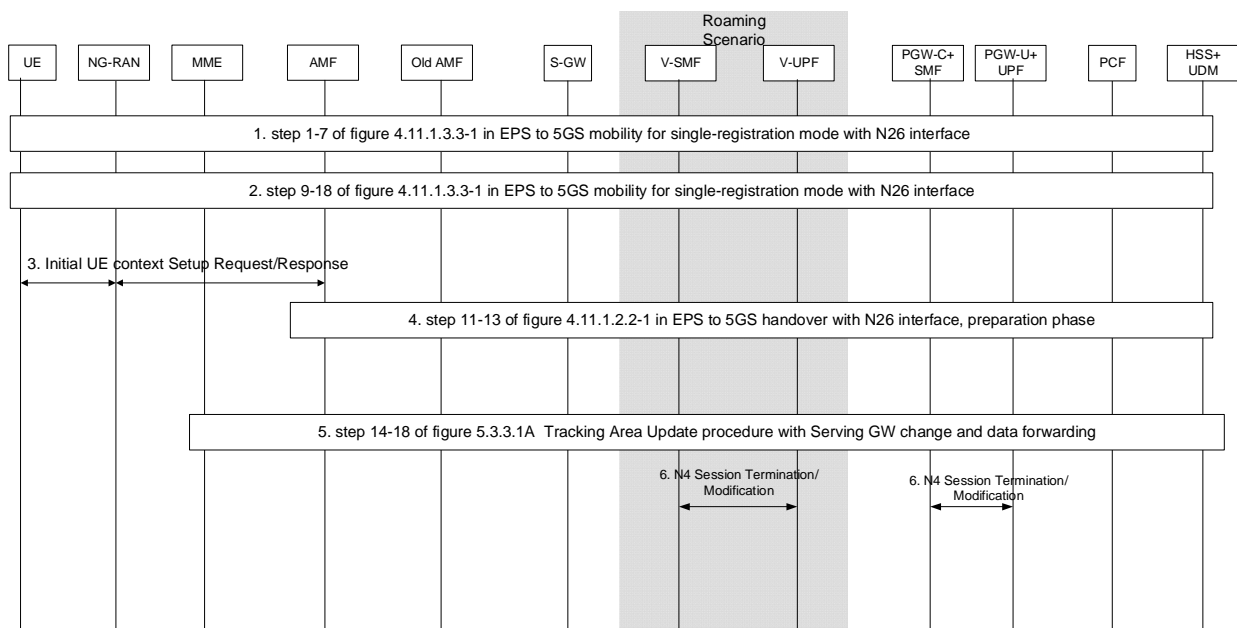 Roaming
Scenario
UE
NG-RAN
MME
AMF
Old AMF
S-GW
V-SMF
V-UPF
PGW-C+
SMF
PGW-U+
UPF
PCF
HSS+
UDM
1. step 1-7 of figure 4.11.1.3.3-1 in EPS to 5GS mobility for single-registration mode with N26 interface
2. step 9-18 of figure 4.11.1.3.3-1 in EPS to 5GS mobility for single-registration mode with N26 interface
3. Initial UE context Setup Request/Response
4. step 11-13 of figure 4.11.1.2.2-1 in EPS to 5GS handover with N26 interface, preparation phase
5. step 14-18 of figure 5.3.3.1A Tracking Area Update procedure with Serving GW change and data forwarding
6. N4 Session Termination/
Modification
6. N4 Session Termination/
Modification